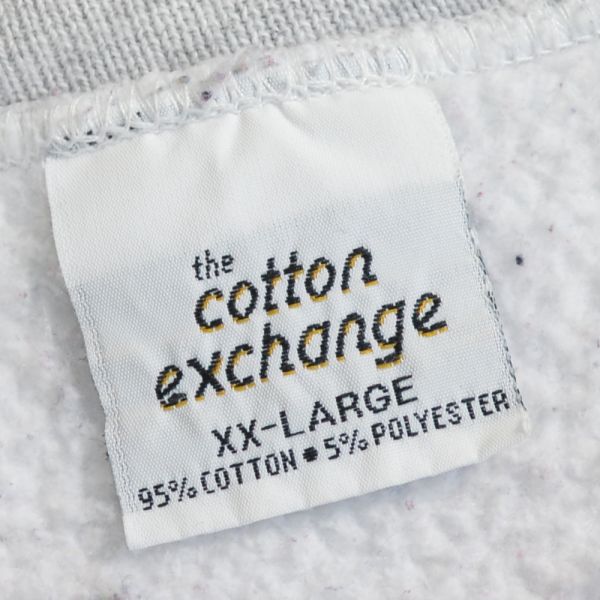 the
cotton
exchange
XX-LARGE
95% COTTON • 5% POLYESTER